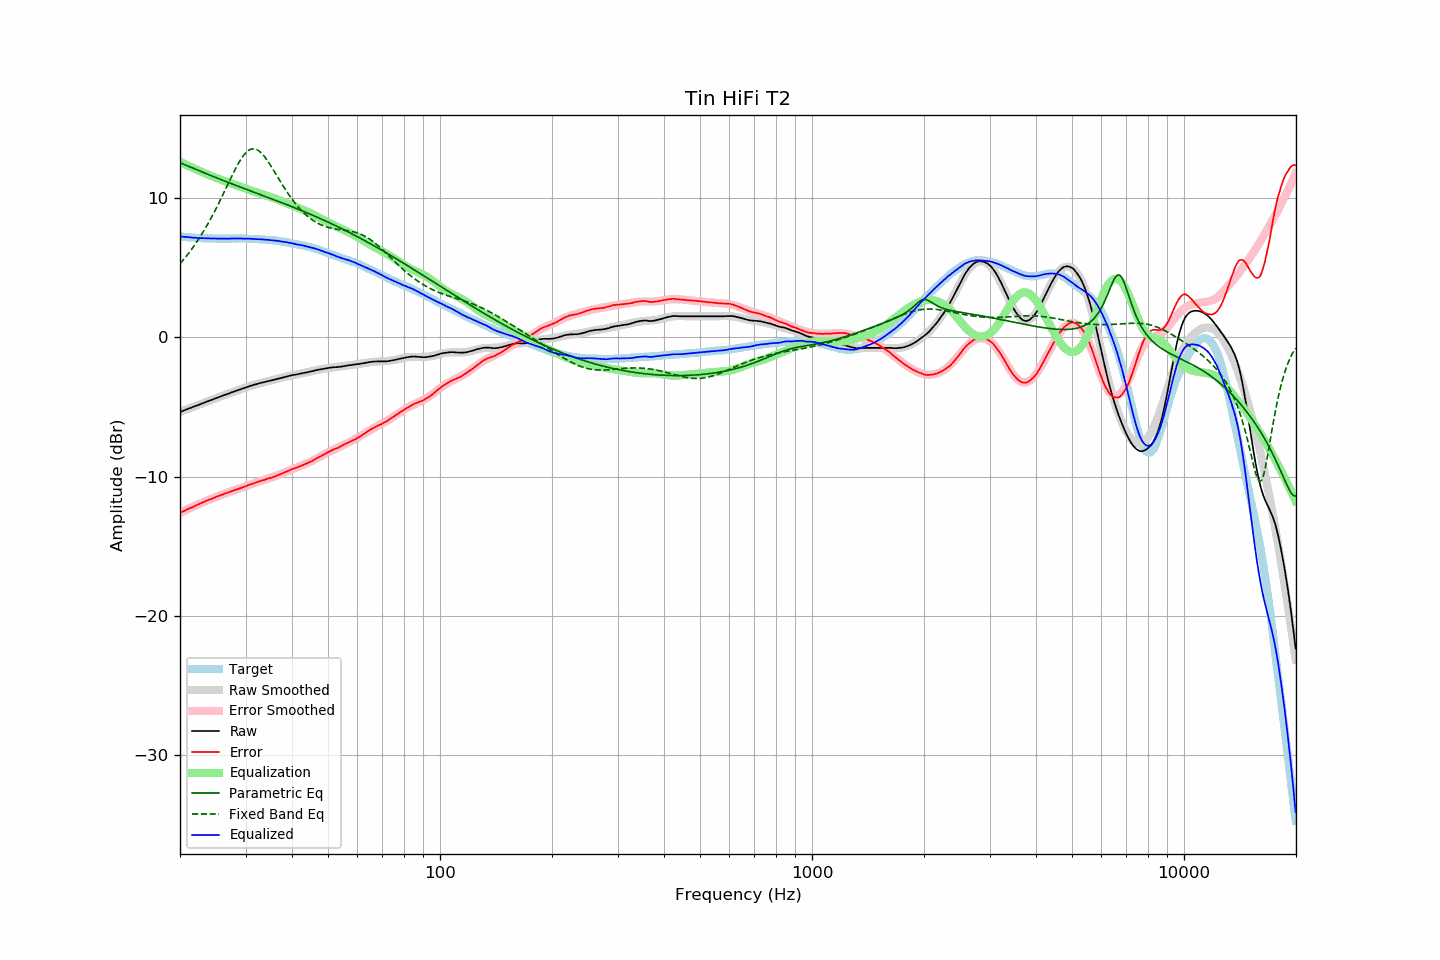 Tin HiFi T2
Amplitude (dBr)
10
0
−10
−20
−30
Target
Raw Smoothed
Error Smoothed
Raw
Error
Equalization
Parametric Eq
Fixed Band Eq
Equalized
100
1000
10000
Frequency (Hz)